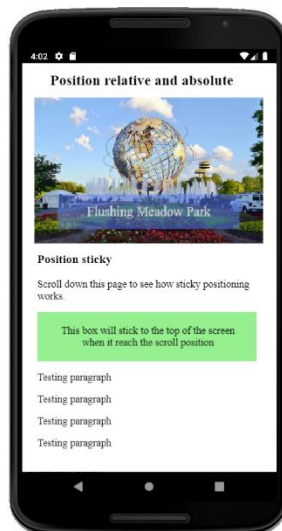 4:02
Position relative and absolute
Flushing Meadow Park
Position sticky
Scroll down this page to see how sticky positioning
works.
This box will stick to the top of the screen
when it reach the scroll position
Testing paragraph
Testing paragraph
Testing paragraph
Testing paragraph